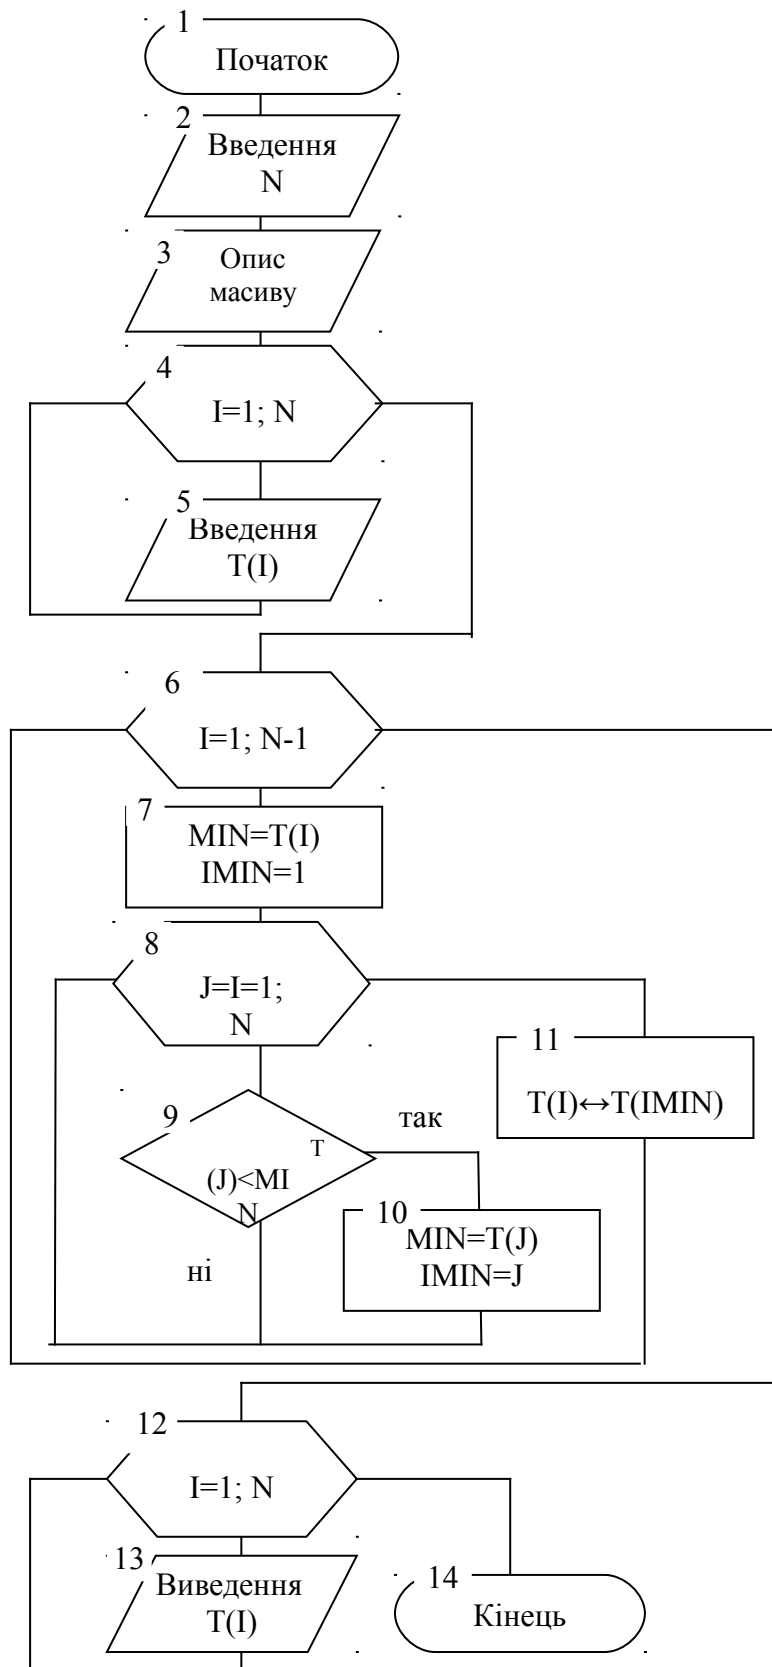 1
Початок
2
Введення
N
3
Опис
масиву
4
I=1; N
5
Введення
T(I)
6
I=1; N-1
7
MIN=T(I)
IMIN=1
8
J=I=1;
N
11
T(I)↔T(IMIN)
9
так
T
(J)<MI
N
10
MIN=T(J)
IMIN=J
ні
12
I=1; N
13
Виведення
T(I)
14
Кінець